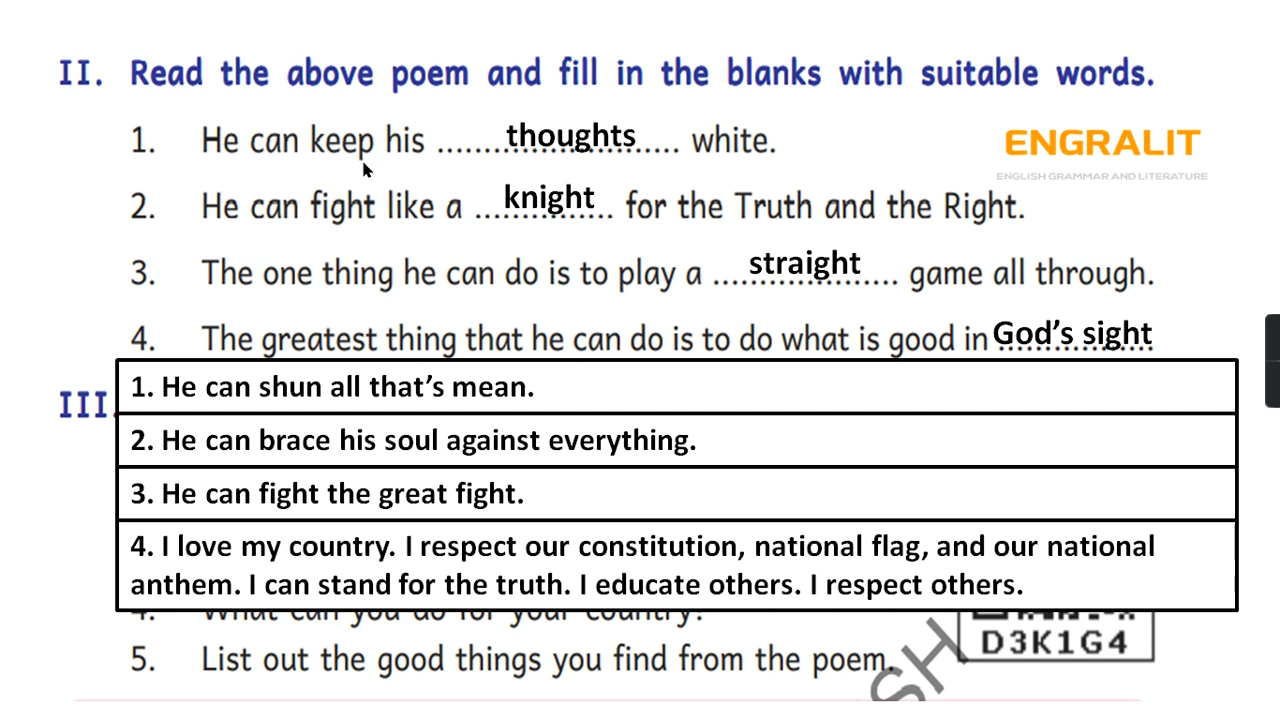 II. Read the above poem and fill in the blanks with suitable words.
1. He can keep his ......thoughts...... white.
ENGRALIT
ENGLISH GRAMMAR AND LITERATURE
2. He can fight like a ...knight... for the Truth and the Right.
3. The one thing he can do is to play a ....straight.... game all through.
4. The greatest thing that he can do is to do what is good in God's sight
III.
1. He can shun all that's mean.
2. He can brace his soul against everything.
3. He can fight the great fight.
4. I love my country. I respect our constitution, national flag, and our national
anthem. I can stand for the truth. I educate others. I respect others.
4. What can you do for your country?
D3K1G4
5. List out the good things you find from the poem.
SH